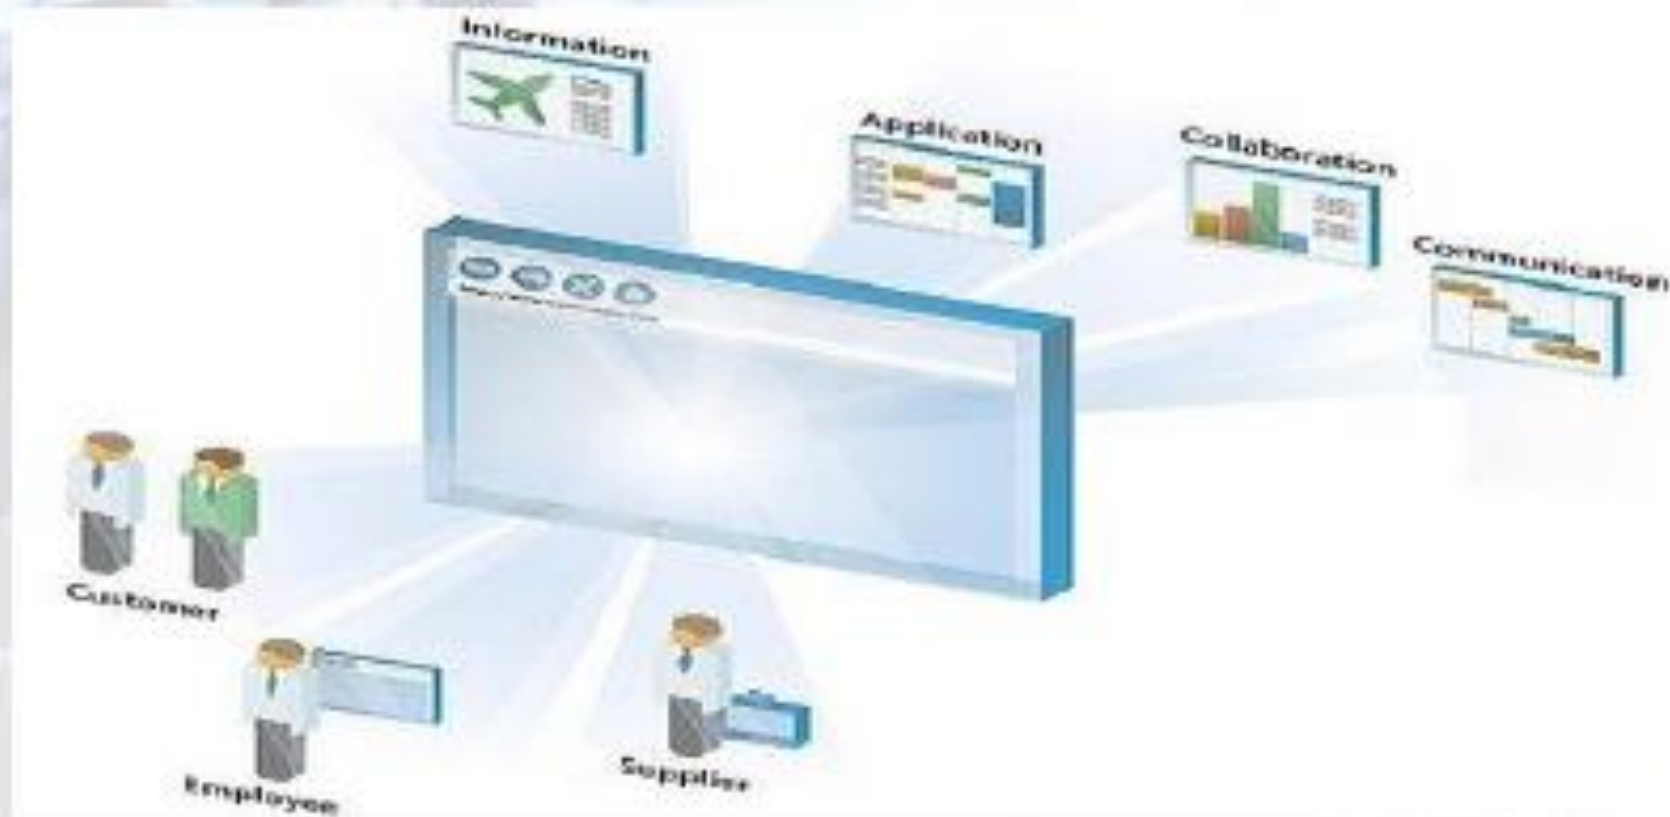 Information
Application
Collaboration
Communication
Customer
Employee
Supplier